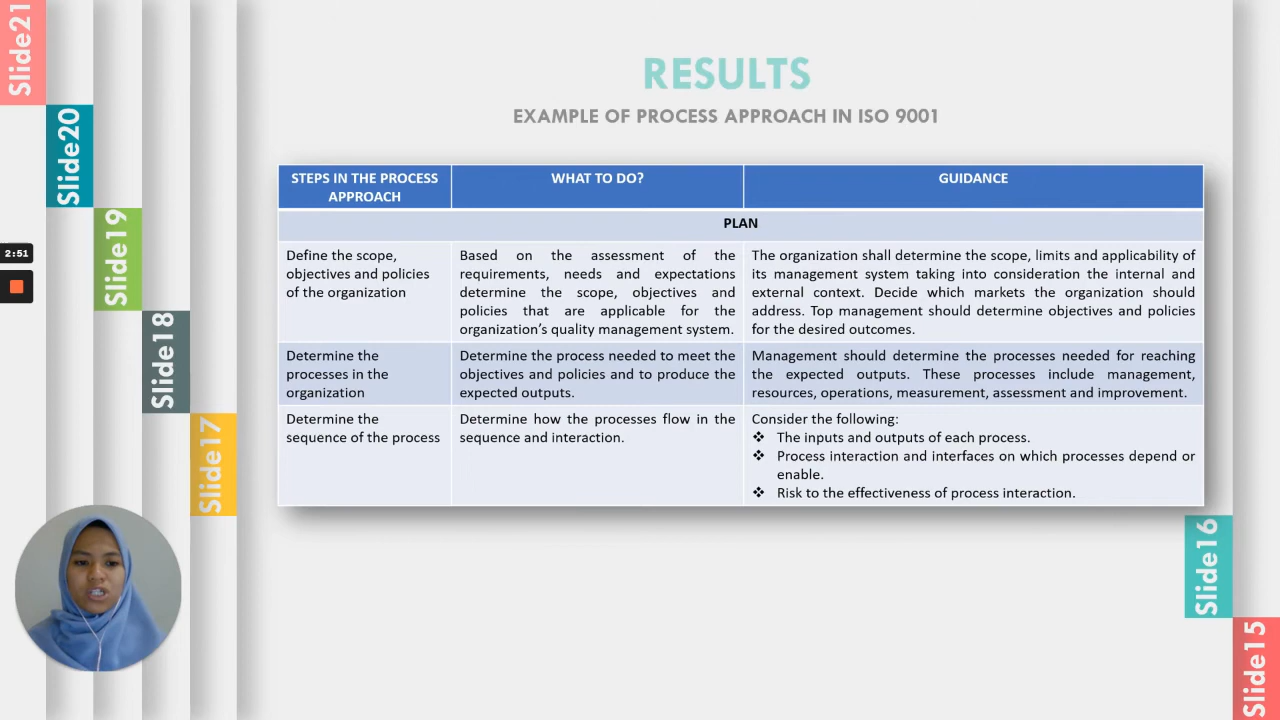 Slide21
Slide20
Slide19
Slide18
Slide17
2:51
RESULTS
EXAMPLE OF PROCESS APPROACH IN ISO 9001
STEPS IN THE PROCESS
APPROACH
WHAT TO DO?
GUIDANCE
PLAN
Define the scope,
objectives and policies
of the organization
Based on the assessment of the
requirements, needs and expectations
determine the scope, objectives and
policies that are applicable for the
organization's quality management system.
The organization shall determine the scope, limits and applicability of
its management system taking into consideration the internal and
external context. Decide which markets the organization should
address. Top management should determine objectives and policies
for the desired outcomes.
Determine the
processes in the
organization
Determine the process needed to meet the
objectives and policies and to produce the
expected outputs.
Management should determine the processes needed for reaching
the expected outputs. These processes include management,
resources, operations, measurement, assessment and improvement.
Determine the
sequence of the process
Determine how the processes flow in the
sequence and interaction.
Consider the following:
❖ The inputs and outputs of each process.
❖ Process interaction and interfaces on which processes depend or
enable.
❖ Risk to the effectiveness of process interaction.
Slide16
Slide15